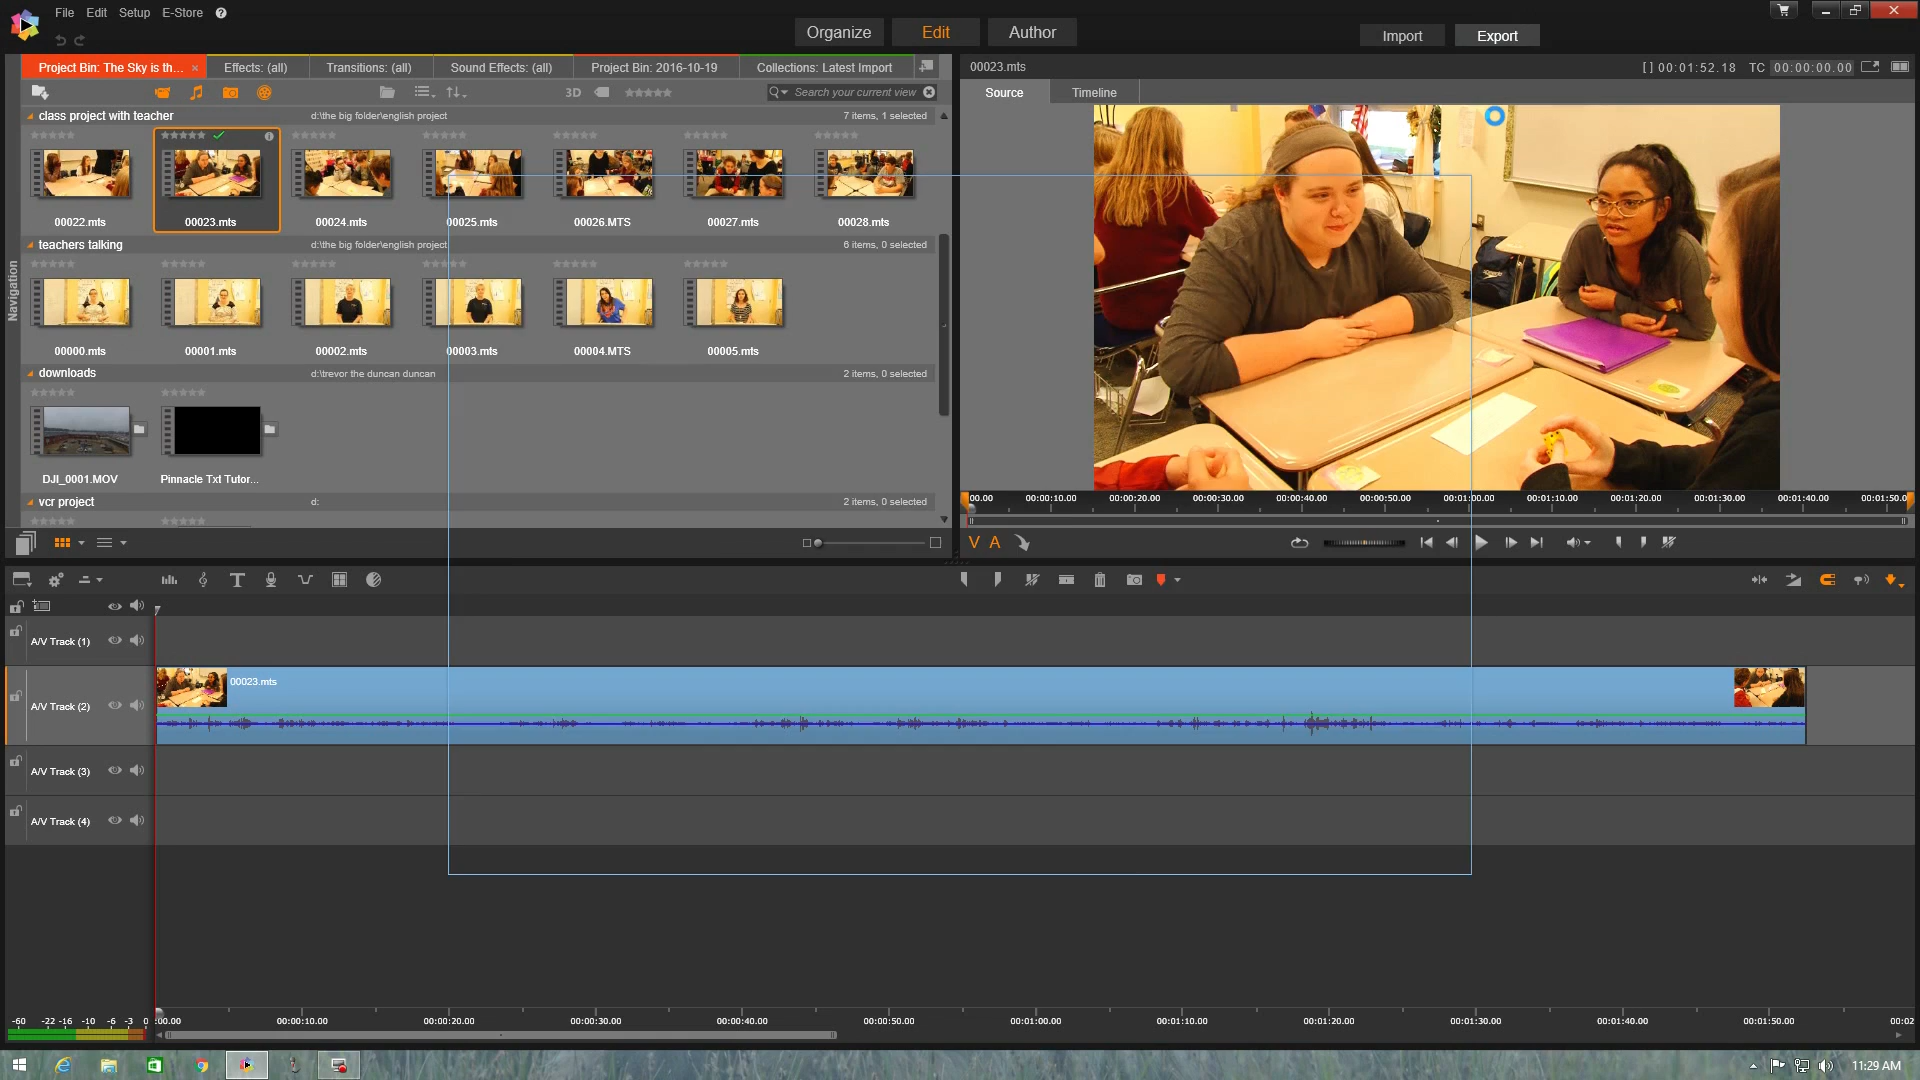 File Edit Setup E-Store
Organize Edit Author
Import Export
Project Bin: The Sky is th... × Effects: (all) Transitions: (all) Sound Effects: (all) Project Bin: 2016-10-19 Collections: Latest Import
00023.mts
[ ] 00:01:52.18 TC 00:00:00.00
3D Search your current view
Source Timeline
class project with teacher d:\the big folder\english project 7 items, 1 selected
00022.mts 00023.mts 00024.mts 00025.mts 00026.MTS 00027.mts 00028.mts
teachers talking d:\the big folder\english project 6 items, 0 selected
Navigation
00000.mts 00001.mts 00002.mts 00003.mts 00004.MTS 00005.mts
downloads d:\trevor the duncan duncan 2 items, 0 selected
DJI_0001.MOV Pinnacle Txt Tutor...
vcr project d: 2 items, 0 selected
:00.00 00:00:10.00 00:00:20.00 00:00:30.00 00:00:40.00 00:00:50.00 00:01:00.00 00:01:10.00 00:01:20.00 00:01:30.00 00:01:40.00 00:01:50.0
V A
A/V Track (1)
00023.mts
A/V Track (2)
A/V Track (3)
A/V Track (4)
-60 -22 -16 -10 -6 -3 0 :00.00 00:00:10.00 00:00:20.00 00:00:30.00 00:00:40.00 00:00:50.00 00:01:00.00 00:01:10.00 00:01:20.00 00:01:30.00 00:01:40.00 00:01:50.00 00:02
11:29 AM